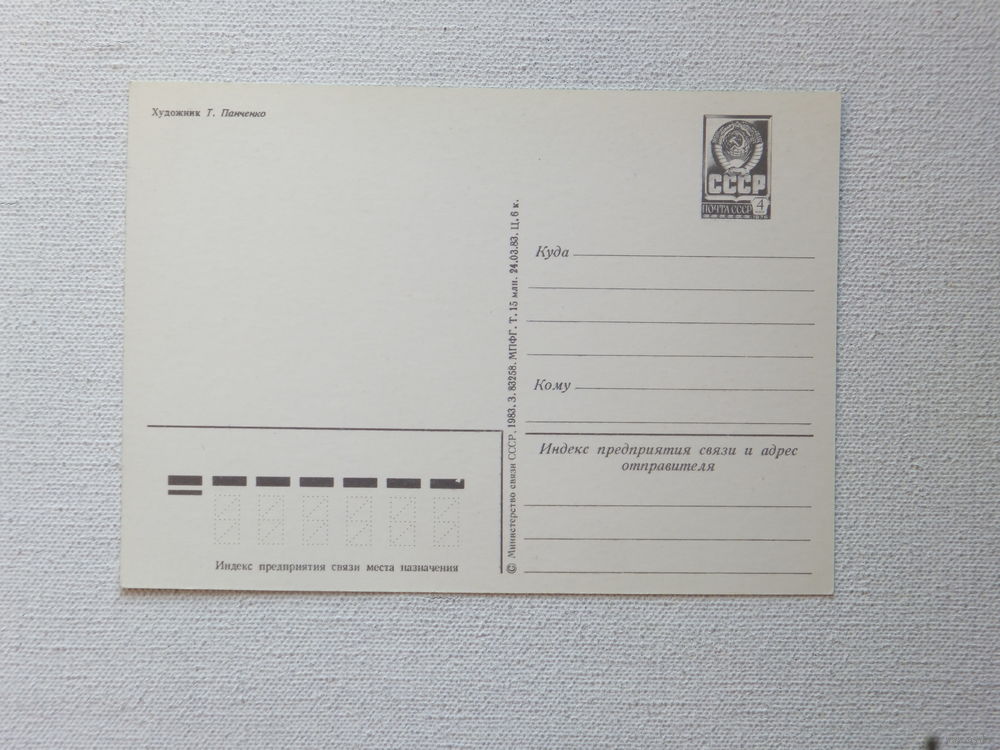 Художник Т. Панченко
СССР
ПОЧТА СССР 4
Куда
Кому
Индекс предприятия связи и адрес
отправителя
© Министерство связи СССР. 1983. З. 83258. МПФГ. Т. 15 млн. 24.03.83. Ц. 6 к.
Индекс предприятия связи места назначения